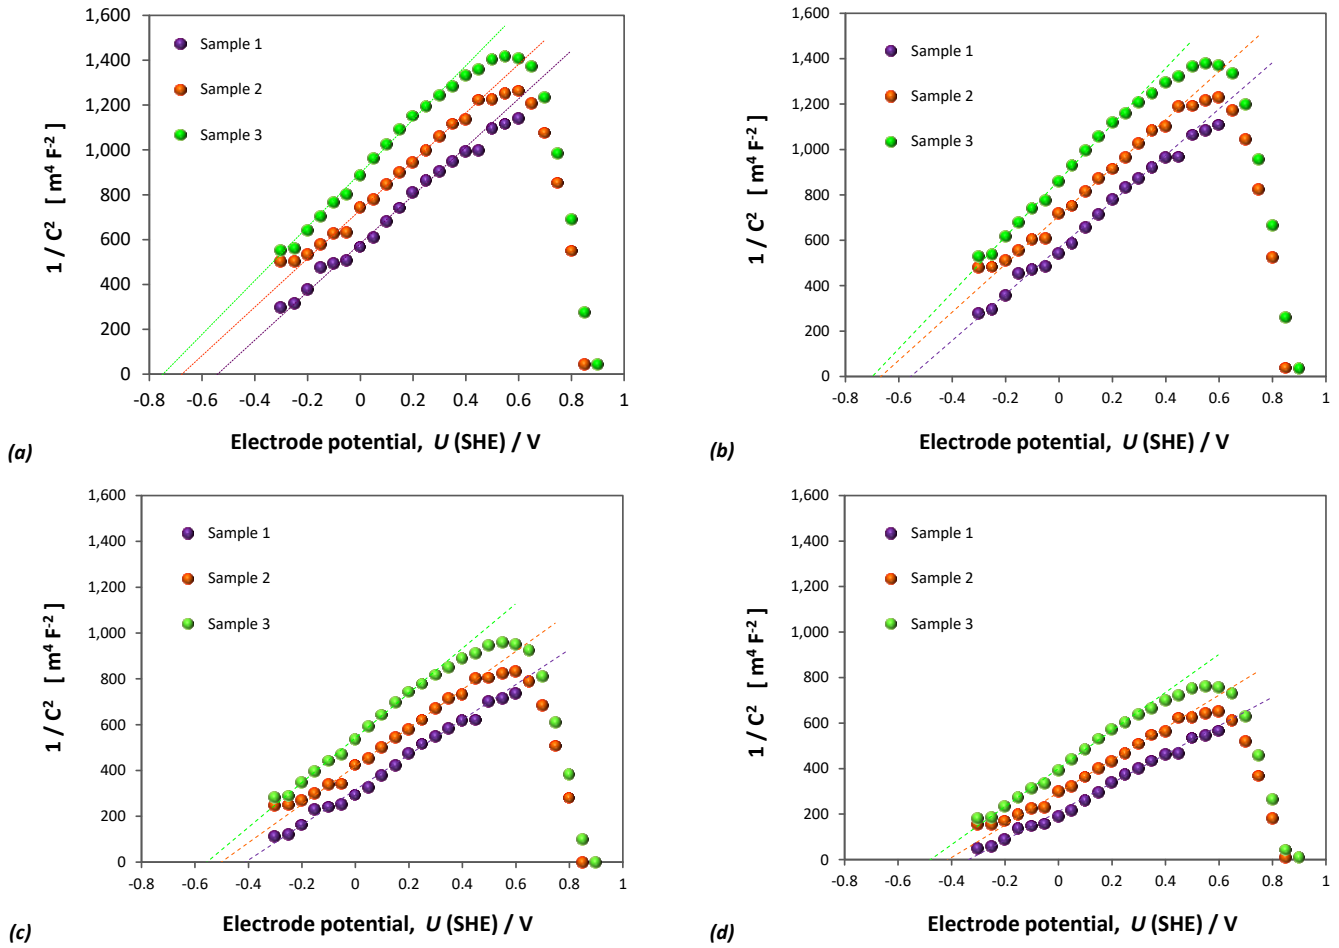 1,600
1,400
1,200
1,000
800
600
400
200
0
-0.8 -0.6 -0.4 -0.2 0 0.2 0.4 0.6 0.8 1
1 / C² [ m⁴ F⁻² ]
Sample 1
Sample 2
Sample 3
Electrode potential, U (SHE) / V
(a)
1,600
1,400
1,200
1,000
800
600
400
200
0
-0.8 -0.6 -0.4 -0.2 0 0.2 0.4 0.6 0.8 1
1 / C² [ m⁴ F⁻² ]
Sample 1
Sample 2
Sample 3
Electrode potential, U (SHE) / V
(b)
1,600
1,400
1,200
1,000
800
600
400
200
0
-0.8 -0.6 -0.4 -0.2 0 0.2 0.4 0.6 0.8 1
1 / C² [ m⁴ F⁻² ]
Sample 1
Sample 2
Sample 3
Electrode potential, U (SHE) / V
(c)
1,600
1,400
1,200
1,000
800
600
400
200
0
-0.8 -0.6 -0.4 -0.2 0 0.2 0.4 0.6 0.8 1
1 / C² [ m⁴ F⁻² ]
Sample 1
Sample 2
Sample 3
Electrode potential, U (SHE) / V
(d)